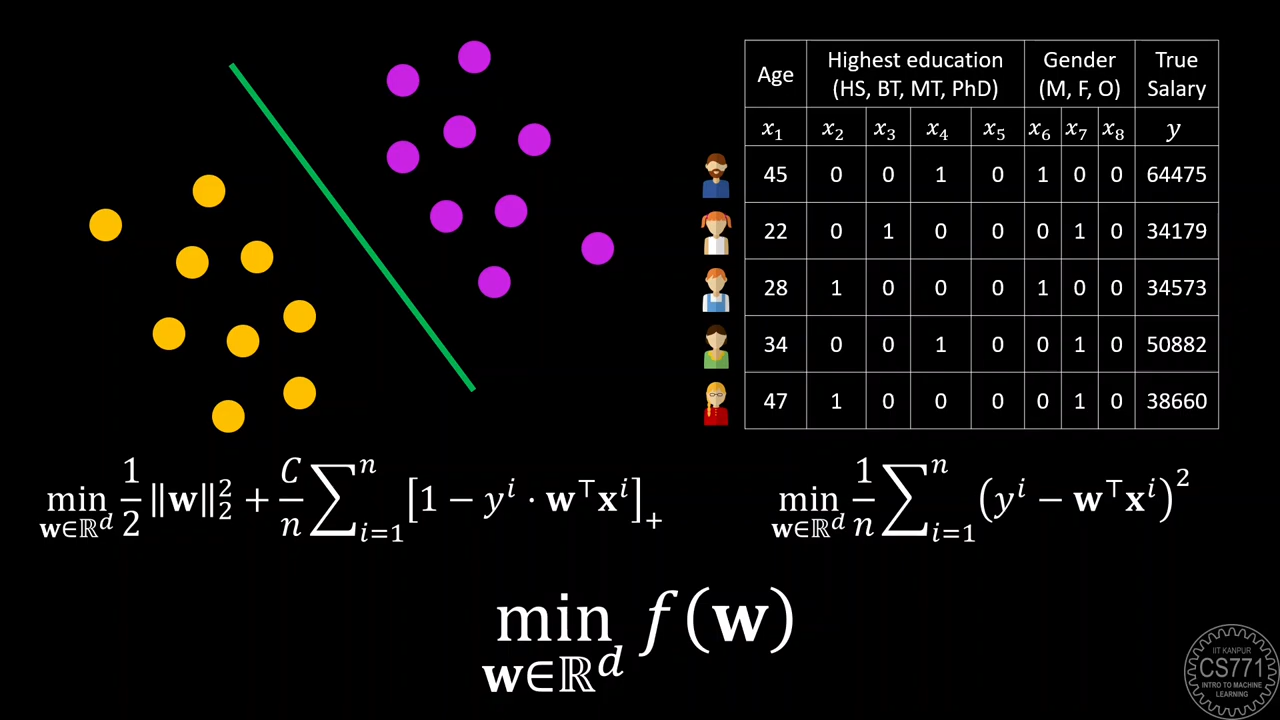 Age Highest education (HS, BT, MT, PhD) Gender (M, F, O) True Salary
x₁ x₂ x₃ x₄ x₅ x₆ x₇ x₈ y
45 0 0 1 0 1 0 0 64475
22 0 1 0 0 0 1 0 34179
28 1 0 0 0 1 0 0 34573
34 0 0 1 0 0 1 0 50882
47 1 0 0 0 0 1 0 38660
min_{𝐰∈ℝ^d} 1/2 ‖𝐰‖₂² + C/n ∑_{i=1}^n [1 − y^i · 𝐰^⊤𝐱^i]₊
min_{𝐰∈ℝ^d} 1/n ∑_{i=1}^n (y^i − 𝐰^⊤𝐱^i)²
min_{𝐰∈ℝ^d} f(𝐰)
IIT KANPUR
CS771
INTRO TO MACHINE
LEARNING